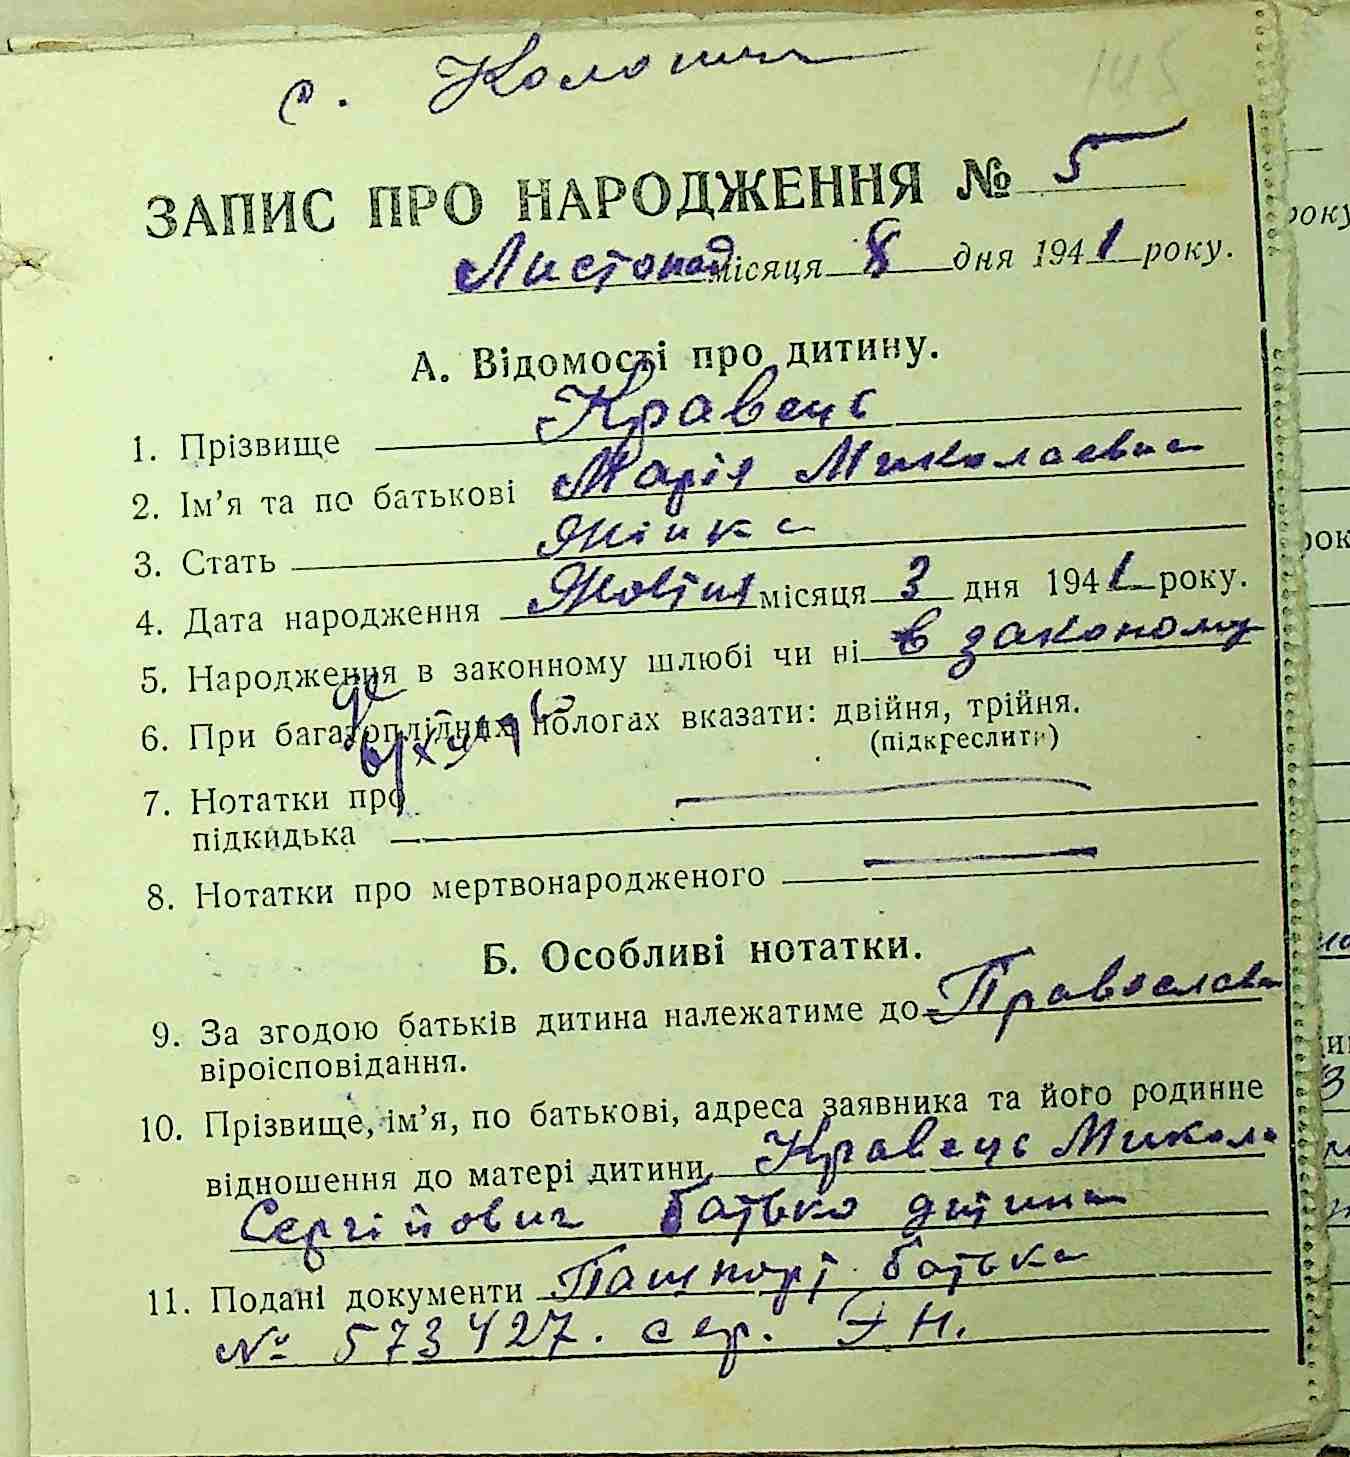 145
ЗАПИС ПРО НАРОДЖЕННЯ № 5
Листопад місяця 8 дня 1941 року.
А. Відомості про дитину.
1. Прізвище Кравець
2. Ім'я та по батькові Марія Миколаевна
3. Стать Жінка
4. Дата народження Жовтня місяця 3 дня 1941 року.
5. Народження в законному шлюбі чи ні в законому
6. При багатоплідних пологах вказати: двійня, трійня.
(підкреслити)
7. Нотатки про
підкидька
8. Нотатки про мертвонародженого
Б. Особливі нотатки.
9. За згодою батьків дитина належатиме до Православн
віроісповідання.
10. Прізвище, ім'я, по батькові, адреса заявника та його родинне
відношення до матері дитини Кравець Микола
Сергійович батько дитини
11. Подані документи Пашпорт батька
№ 573427. сер. ЭН.